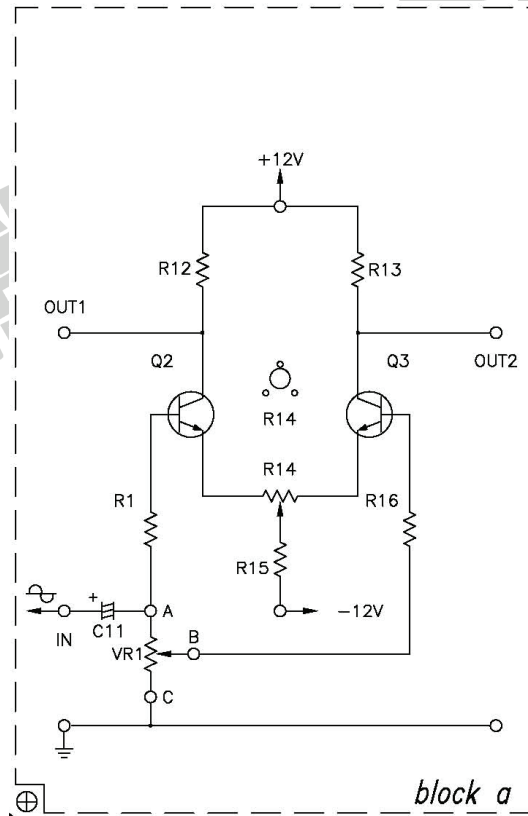 +12V
R12
R13
OUT1
OUT2
Q2
Q3
R14
R14
R1
R16
R15
+
A
-12V
IN
C11
B
VR1
C
block a